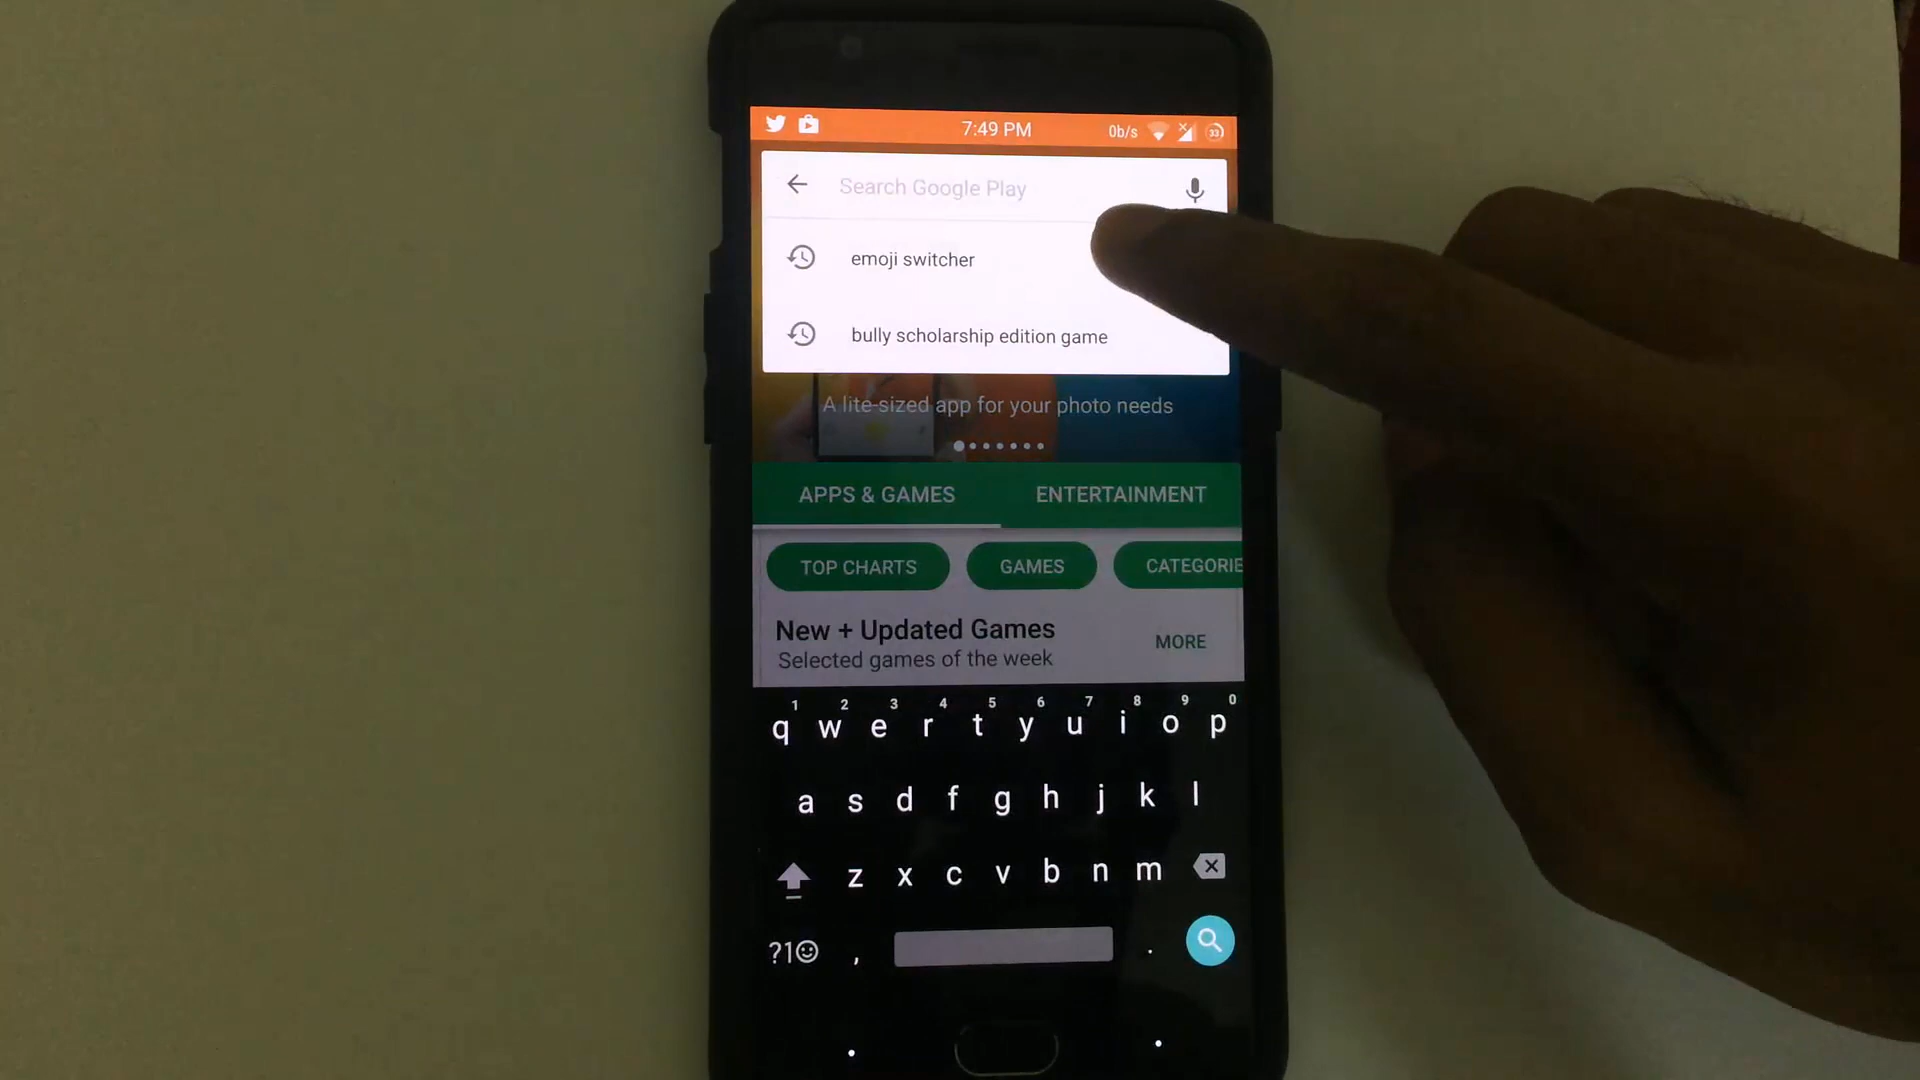 7:49 PM 0b/s 33
Search Google Play
emoji switcher
bully scholarship edition game
A lite-sized app for your photo needs
APPS & GAMES ENTERTAINMENT
TOP CHARTS GAMES CATEGORIE
New + Updated Games
MORE
Selected games of the week
1 2 3 4 5 6 7 8 9 0
q w e r t y u i o p
a s d f g h j k l
z x c v b n m
?1☺ , .